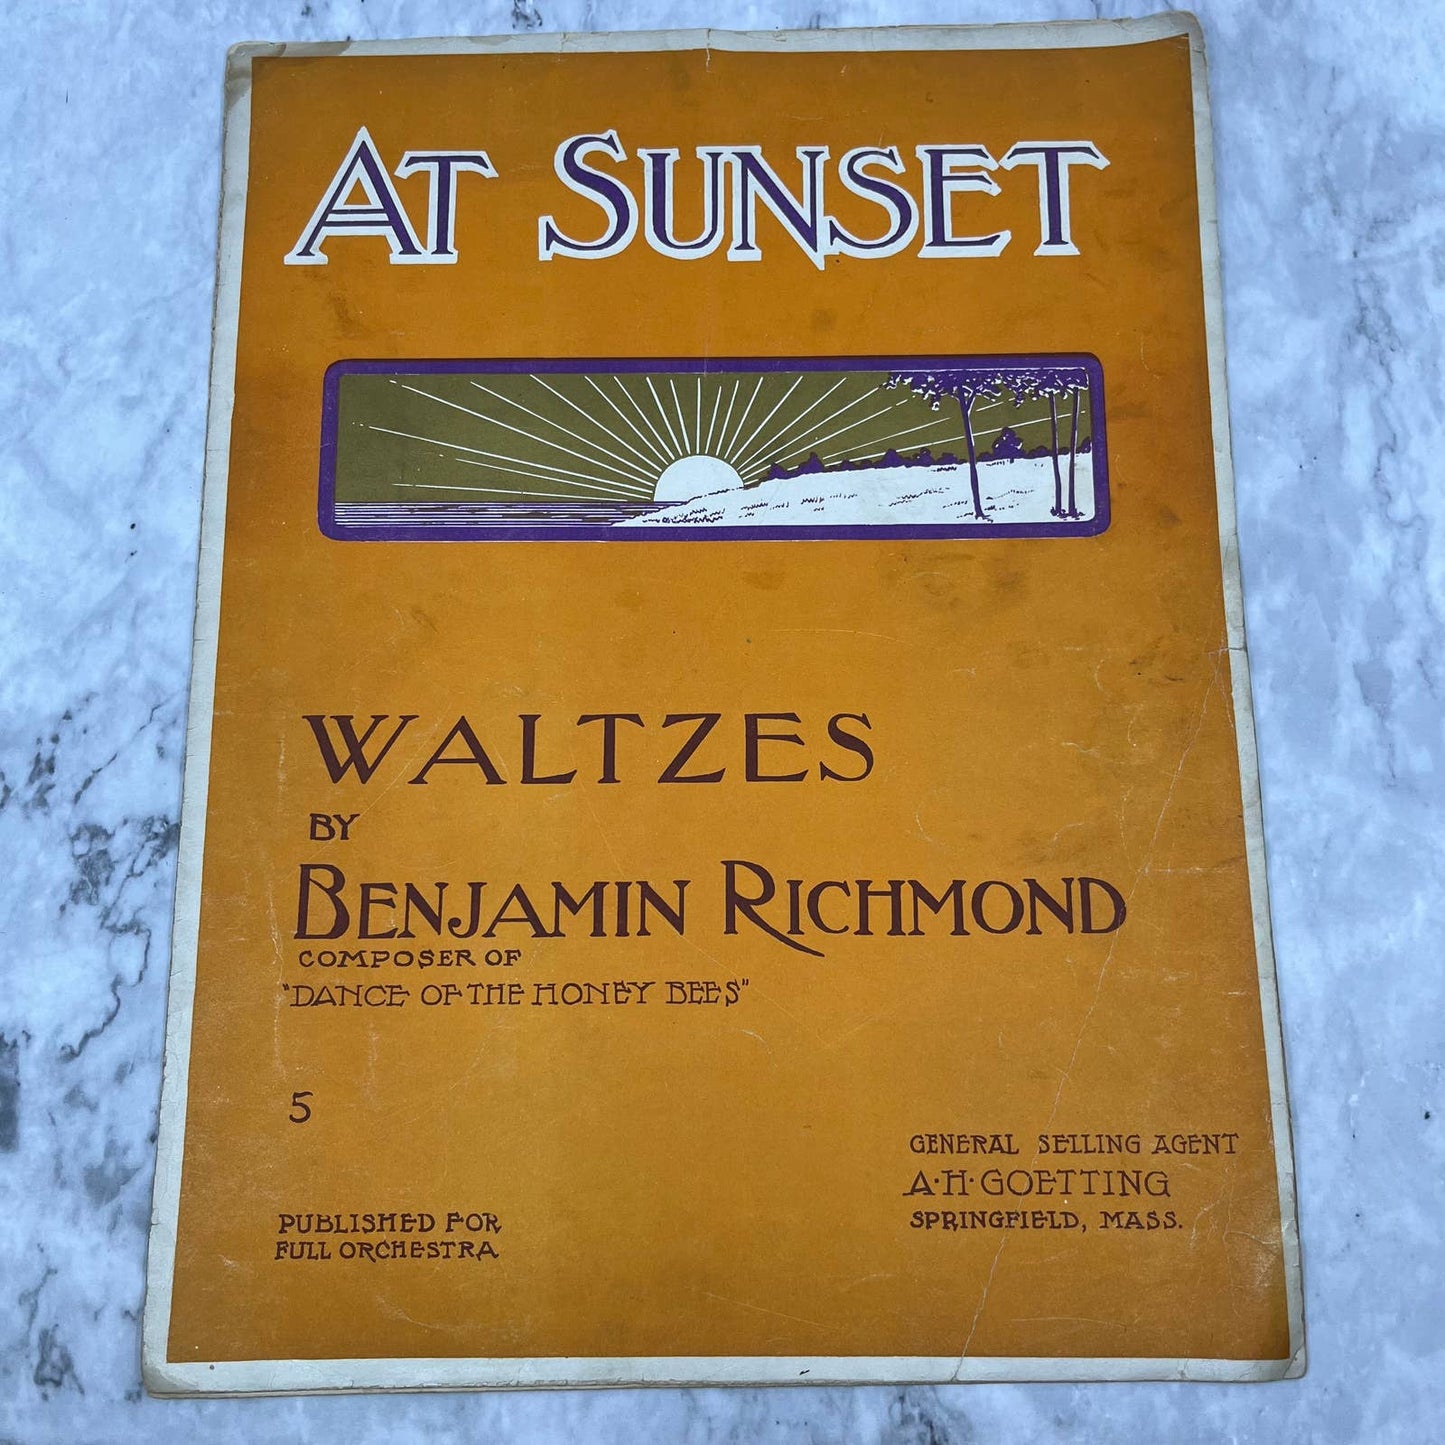 AT SUNSET
WALTZES
BY
BENJAMIN RICHMOND
COMPOSER OF
"DANCE OF THE HONEY BEES"
5
GENERAL SELLING AGENT
A·H·GOETTING
SPRINGFIELD, MASS.
PUBLISHED FOR
FULL ORCHESTRA